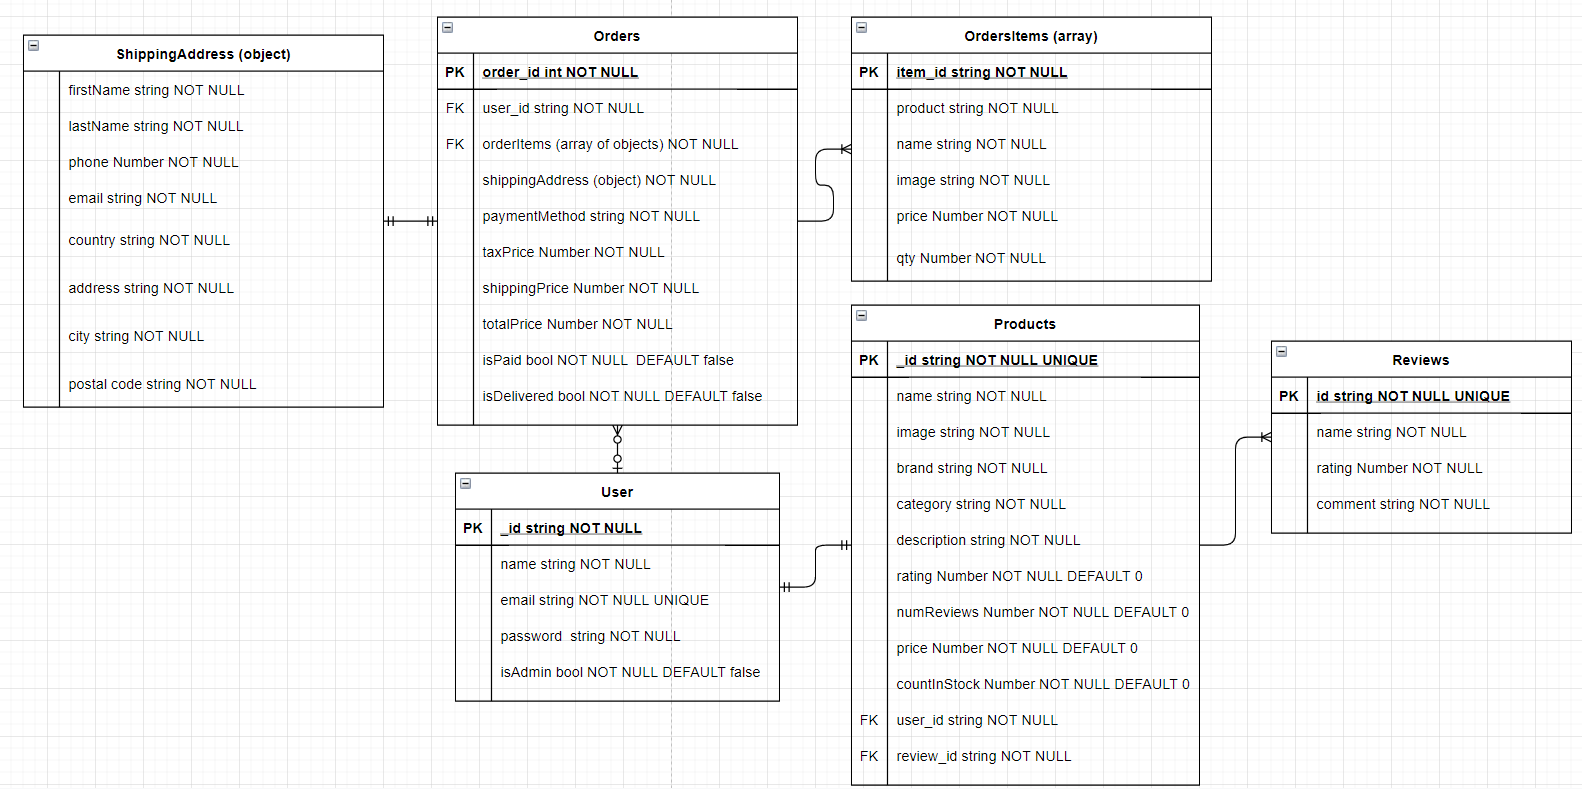 ShippingAddress (object)
firstName string NOT NULL
lastName string NOT NULL
phone Number NOT NULL
email string NOT NULL
country string NOT NULL
address string NOT NULL
city string NOT NULL
postal code string NOT NULL
Orders
PK order_id int NOT NULL
FK user_id string NOT NULL
FK orderItems (array of objects) NOT NULL
shippingAddress (object) NOT NULL
paymentMethod string NOT NULL
taxPrice Number NOT NULL
shippingPrice Number NOT NULL
totalPrice Number NOT NULL
isPaid bool NOT NULL  DEFAULT false
isDelivered bool NOT NULL DEFAULT false
OrdersItems (array)
PK item_id string NOT NULL
product string NOT NULL
name string NOT NULL
image string NOT NULL
price Number NOT NULL
qty Number NOT NULL
User
PK _id string NOT NULL
name string NOT NULL
email string NOT NULL UNIQUE
password  string NOT NULL
isAdmin bool NOT NULL DEFAULT false
Products
PK _id string NOT NULL UNIQUE
name string NOT NULL
image string NOT NULL
brand string NOT NULL
category string NOT NULL
description string NOT NULL
rating Number NOT NULL DEFAULT 0
numReviews Number NOT NULL DEFAULT 0
price Number NOT NULL DEFAULT 0
countInStock Number NOT NULL DEFAULT 0
FK user_id string NOT NULL
FK review_id string NOT NULL
Reviews
PK id string NOT NULL UNIQUE
name string NOT NULL
rating Number NOT NULL
comment string NOT NULL